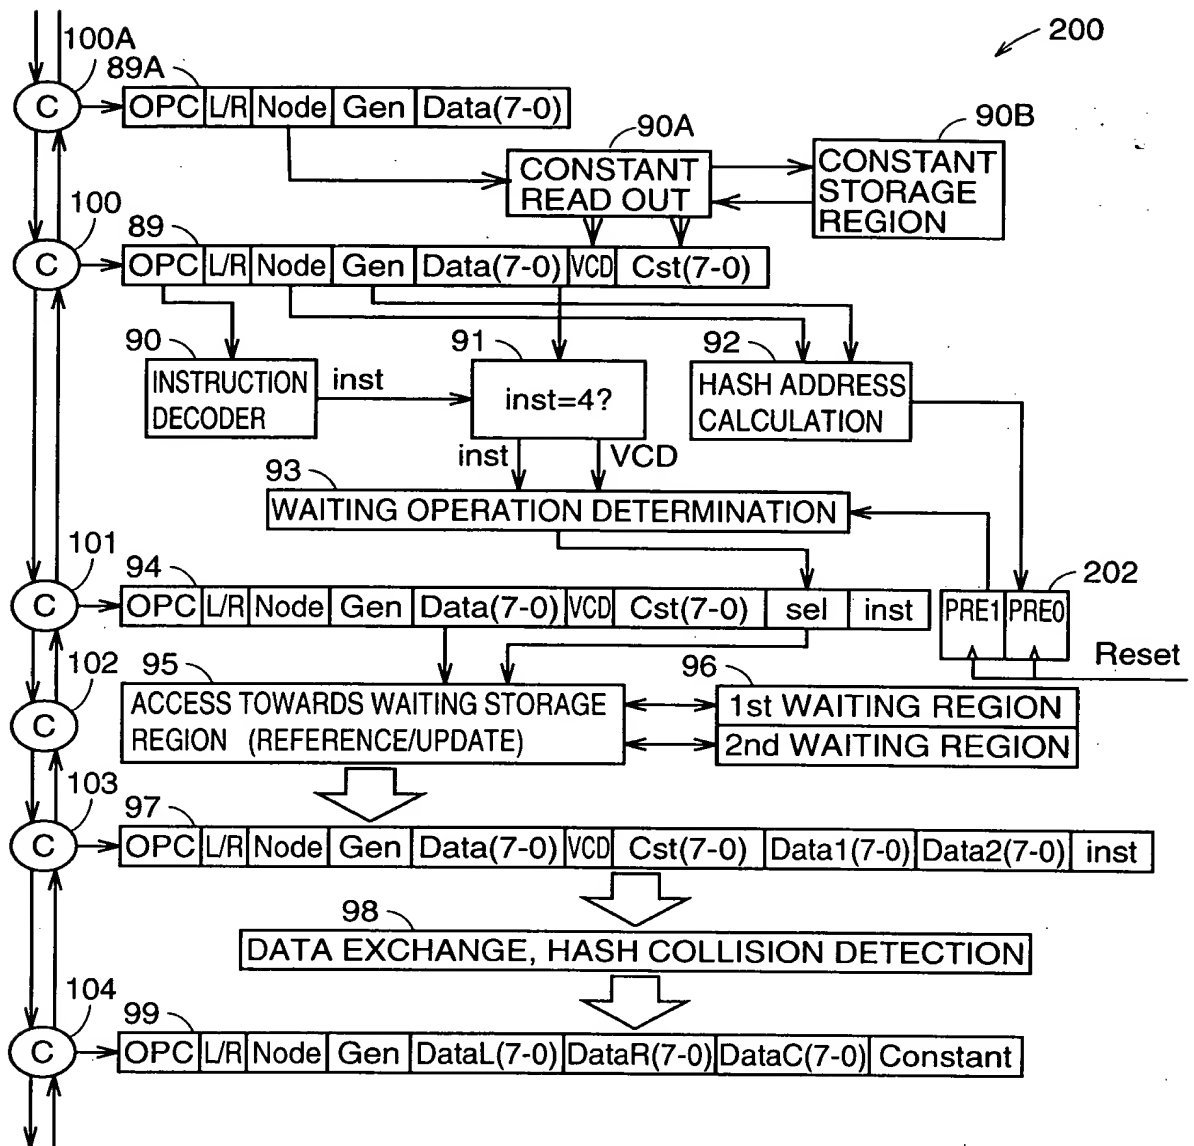 200
100A
89A
C
OPC L/R Node Gen Data(7-0)
90A
90B
CONSTANT
READ OUT
CONSTANT
STORAGE
REGION
100
89
C
OPC L/R Node Gen Data(7-0) VCD Cst(7-0)
90
91
92
INSTRUCTION
DECODER
inst
inst=4?
HASH ADDRESS
CALCULATION
inst
VCD
93
WAITING OPERATION DETERMINATION
101
94
202
C
OPC L/R Node Gen Data(7-0) VCD Cst(7-0) sel inst
PRE1 PRE0
Reset
102
95
96
C
ACCESS TOWARDS WAITING STORAGE
REGION (REFERENCE/UPDATE)
1st WAITING REGION
2nd WAITING REGION
103
97
C
OPC L/R Node Gen Data(7-0) VCD Cst(7-0) Data1(7-0) Data2(7-0) inst
98
DATA EXCHANGE, HASH COLLISION DETECTION
104
99
C
OPC L/R Node Gen DataL(7-0) DataR(7-0) DataC(7-0) Constant